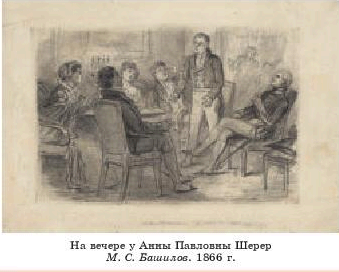 На вечере у Анны Павловны Шерер
М. С. Башилов. 1866 г.